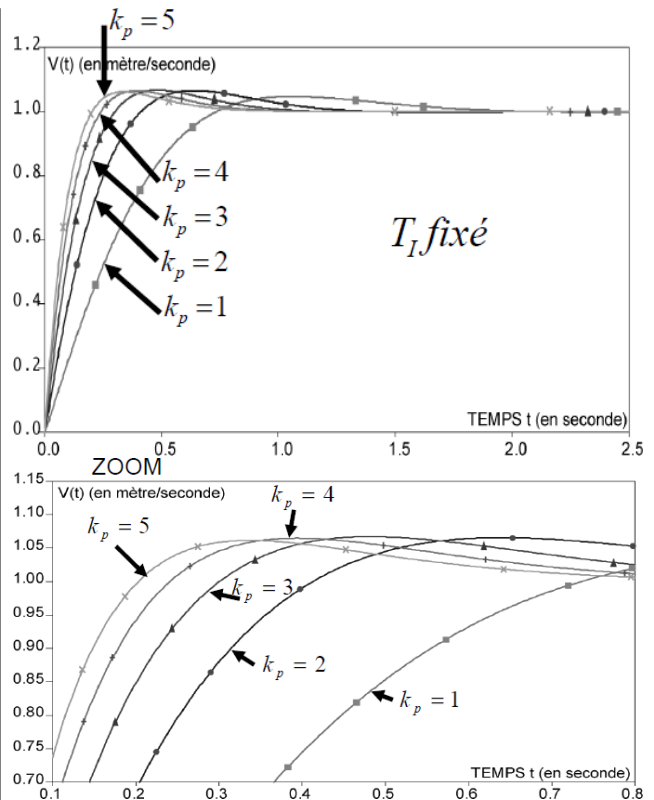 k_p = 5
V(t) (en mètre/seconde)
1.2
1.0
0.8
0.6
0.4
0.2
0.0
k_p = 4
k_p = 3
k_p = 2
k_p = 1
T_I fixé
TEMPS t (en seconde)
0.0 0.5 1.0 1.5 2.0 2.5
ZOOM
V(t) (en mètre/seconde)
1.15
1.10
1.05
1.00
0.95
0.90
0.85
0.80
0.75
0.70
k_p = 4
k_p = 5
k_p = 3
k_p = 2
k_p = 1
TEMPS t (en seconde)
0.1 0.2 0.3 0.4 0.5 0.6 0.7 0.8